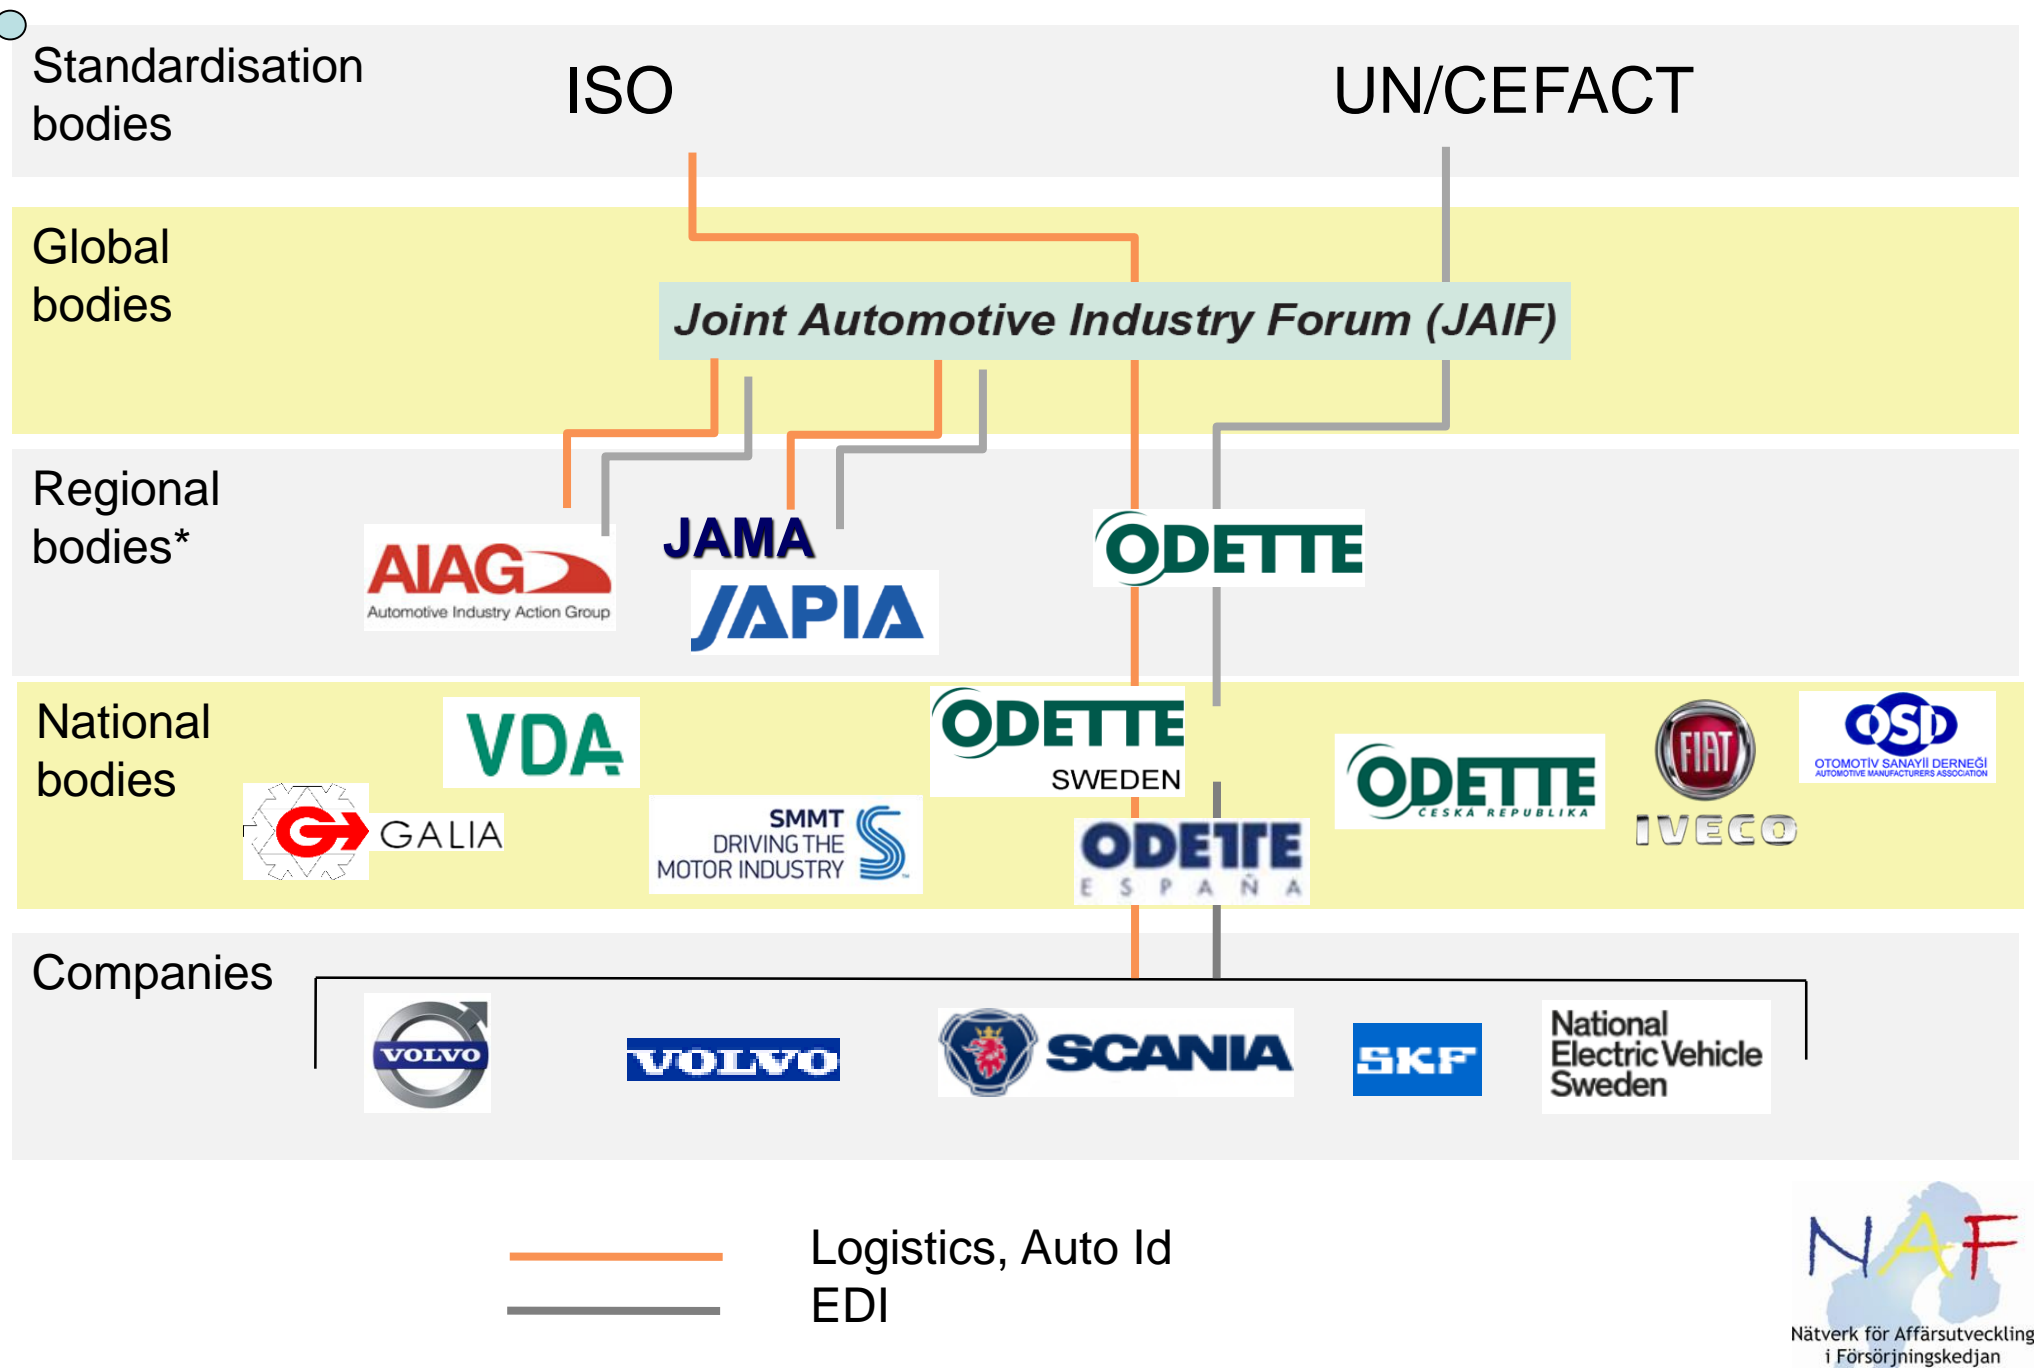 Standardisation
bodies
ISO
UN/CEFACT
Global
bodies
Joint Automotive Industry Forum (JAIF)
Regional
bodies*
AIAG
Automotive Industry Action Group
JAMA
JAPIA
ODETTE
National
bodies
VDA
GALIA
SMMT
DRIVING THE
MOTOR INDUSTRY
ODETTE
SWEDEN
ODETTE
ESPAÑA
ODETTE
ČESKÁ REPUBLIKA
FIAT
IVECO
OSD
OTOMOTİV SANAYİİ DERNEĞİ
AUTOMOTIVE MANUFACTURERS ASSOCIATION
Companies
VOLVO
VOLVO
SCANIA
SKF
National
Electric Vehicle
Sweden
Logistics, Auto Id
EDI
NAF
Nätverk för Affärsutveckling
i Försörjningskedjan